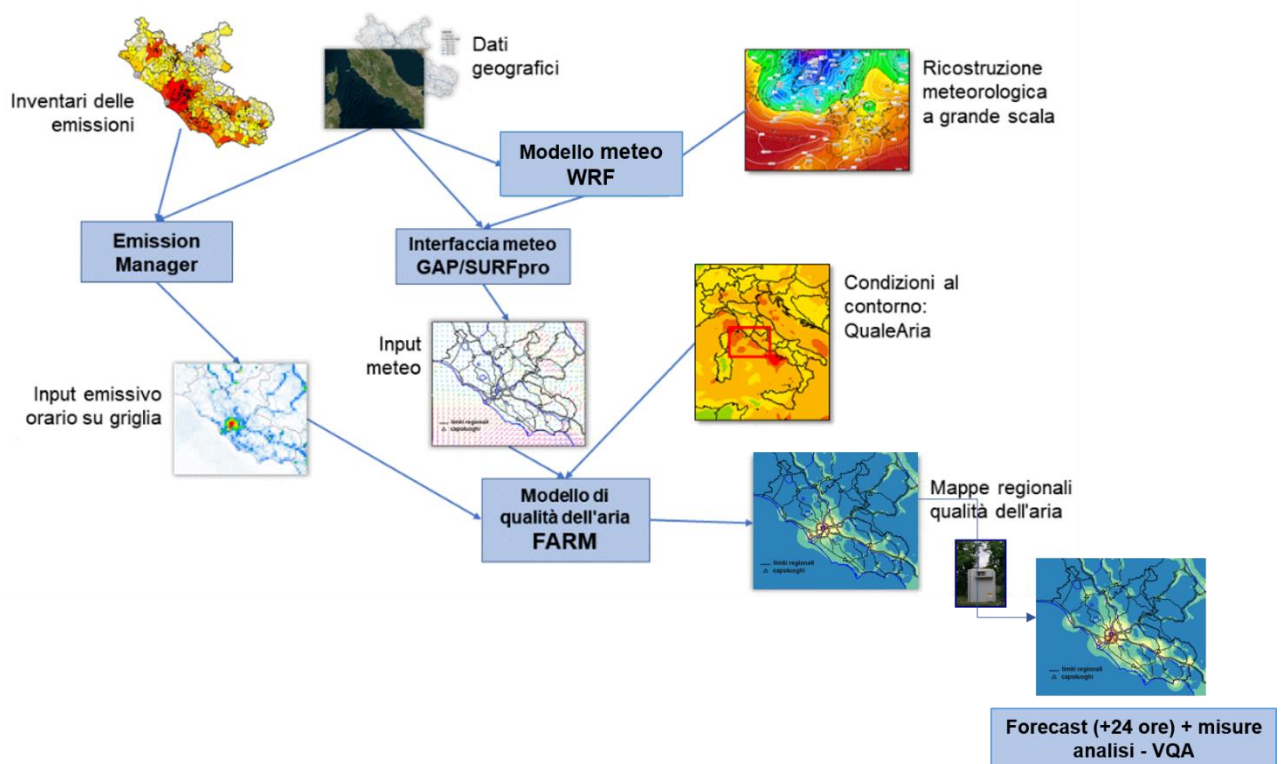 Inventari delle
emissioni
Dati
geografici
Ricostruzione
meteorologica
a grande scala
Modello meteo
WRF
Emission
Manager
Interfaccia meteo
GAP/SURFpro
Condizioni al
contorno:
QualeAria
Input
meteo
limiti regionali
capoluoghi
Input emissivo
orario su griglia
Modello di
qualità dell'aria
FARM
Mappe regionali
qualità dell'aria
limiti regionali
capoluoghi
limiti regionali
capoluoghi
Forecast (+24 ore) + misure
analisi - VQA